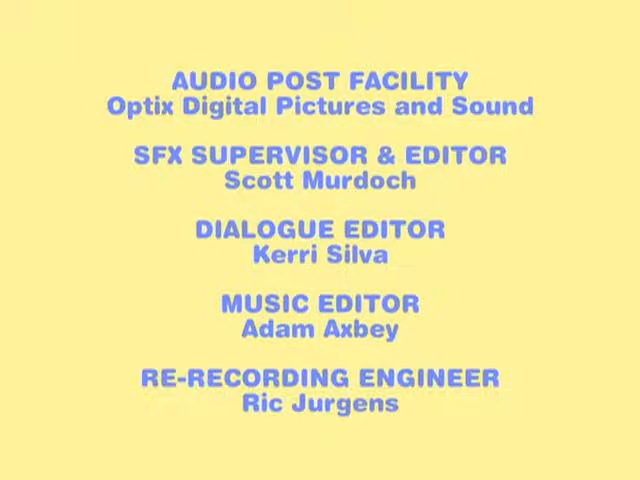 AUDIO POST FACILITY
Optix Digital Pictures and Sound
SFX SUPERVISOR & EDITOR
Scott Murdoch
DIALOGUE EDITOR
Kerri Silva
MUSIC EDITOR
Adam Axbey
RE-RECORDING ENGINEER
Ric Jurgens